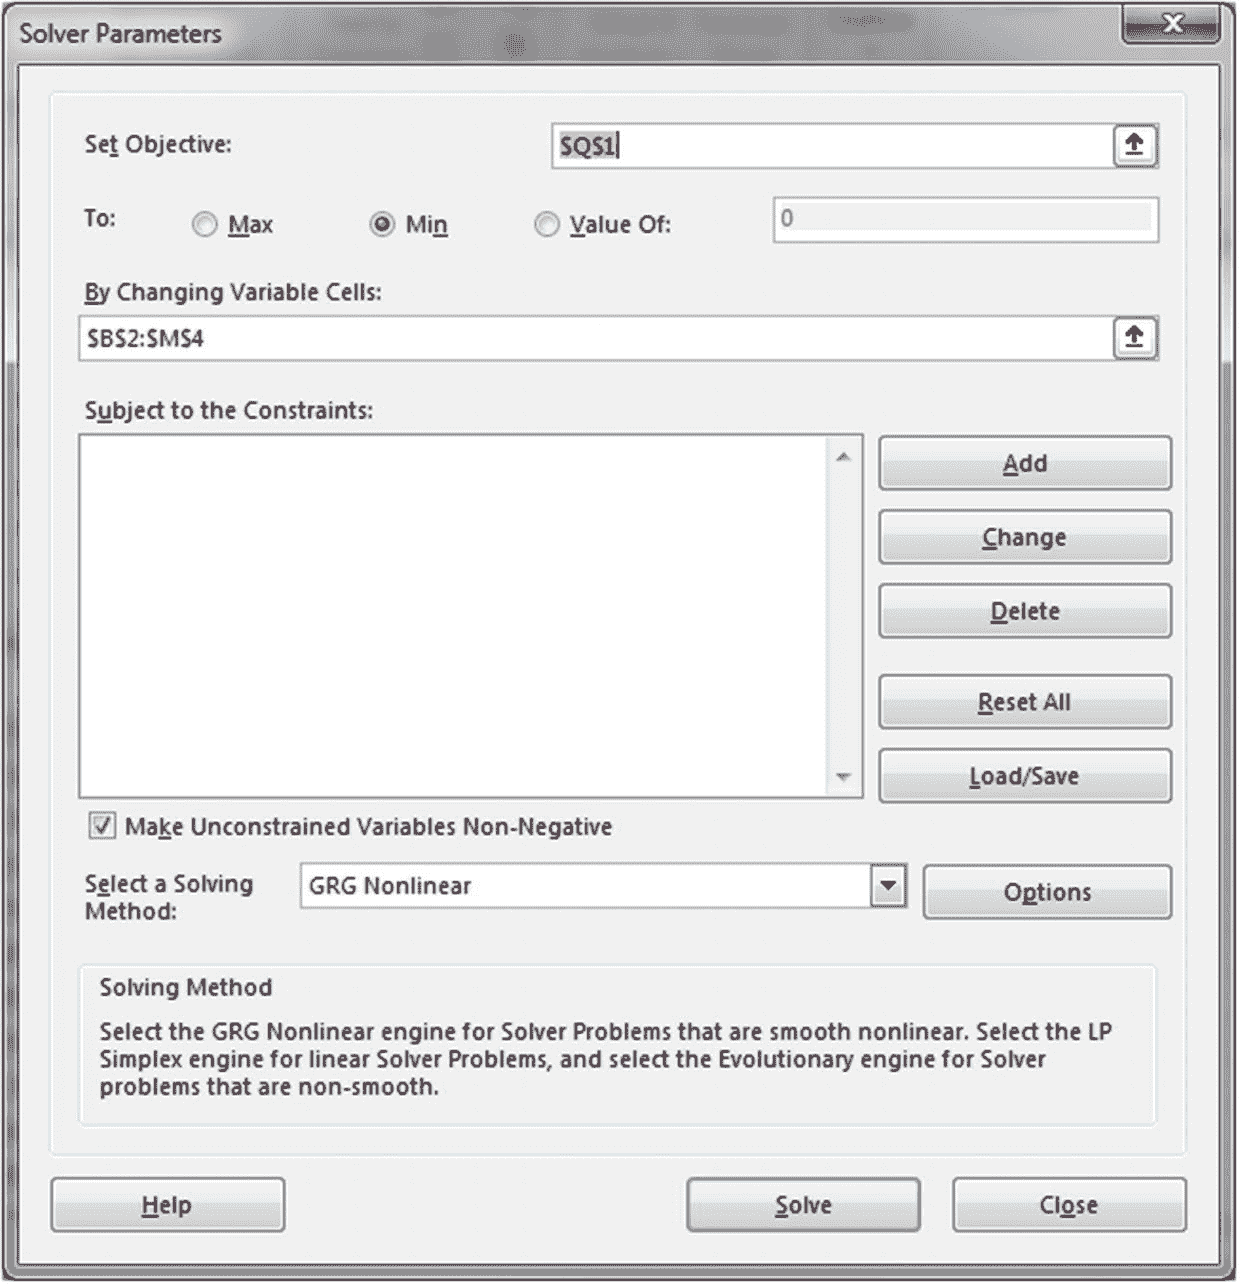 Solver Parameters
Set Objective:
$Q$1
To:
Max
Min
Value Of:
0
By Changing Variable Cells:
$B$2:$M$4
Subject to the Constraints:
Add
Change
Delete
Reset All
Load/Save
Make Unconstrained Variables Non-Negative
Select a Solving
Method:
GRG Nonlinear
Options
Solving Method
Select the GRG Nonlinear engine for Solver Problems that are smooth nonlinear. Select the LP
Simplex engine for linear Solver Problems, and select the Evolutionary engine for Solver
problems that are non-smooth.
Help
Solve
Close